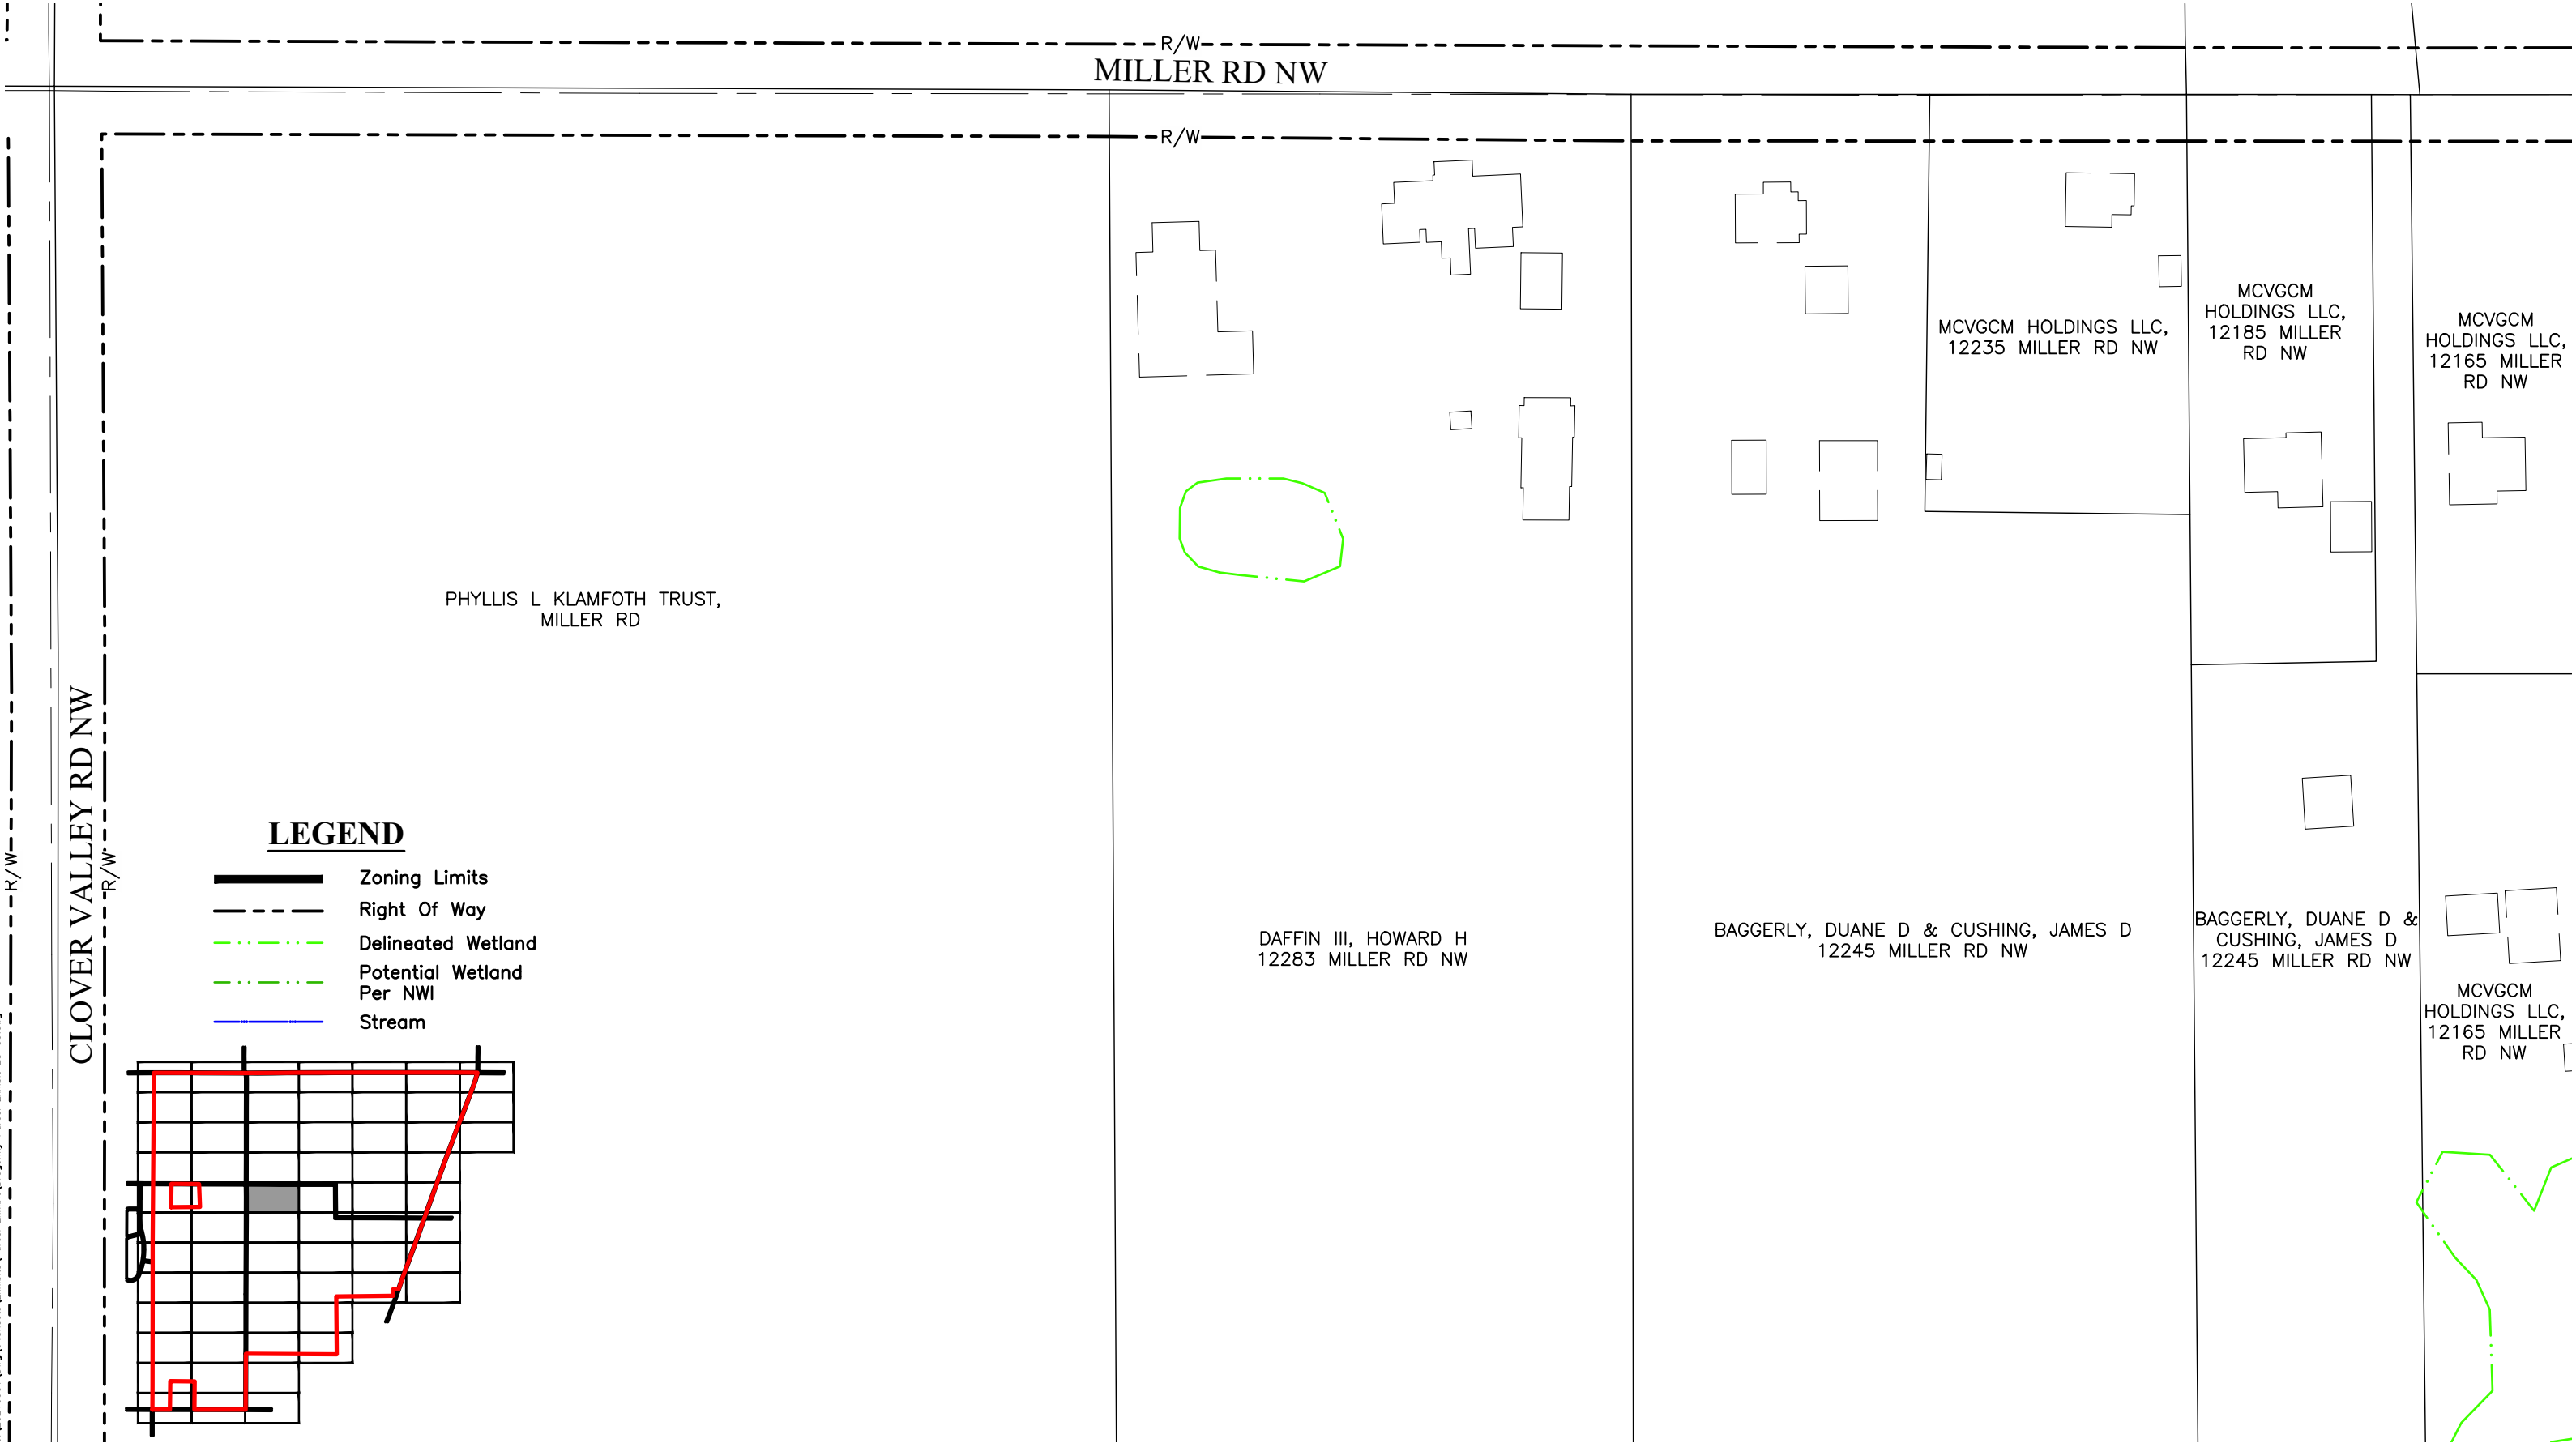 R/W
MILLER RD NW
R/W
MCVGCM HOLDINGS LLC,
12235 MILLER RD NW
MCVGCM
HOLDINGS LLC,
12185 MILLER
RD NW
MCVGCM
HOLDINGS LLC,
12165 MILLER
RD NW
PHYLLIS L KLAMFOTH TRUST,
MILLER RD
CLOVER VALLEY RD NW
R/W
R/W
LEGEND
Zoning Limits
Right Of Way
Delineated Wetland
Potential Wetland
Per NWI
Stream
DAFFIN III, HOWARD H
12283 MILLER RD NW
BAGGERLY, DUANE D & CUSHING, JAMES D
12245 MILLER RD NW
BAGGERLY, DUANE D &
CUSHING, JAMES D
12245 MILLER RD NW
MCVGCM
HOLDINGS LLC,
12165 MILLER
RD NW